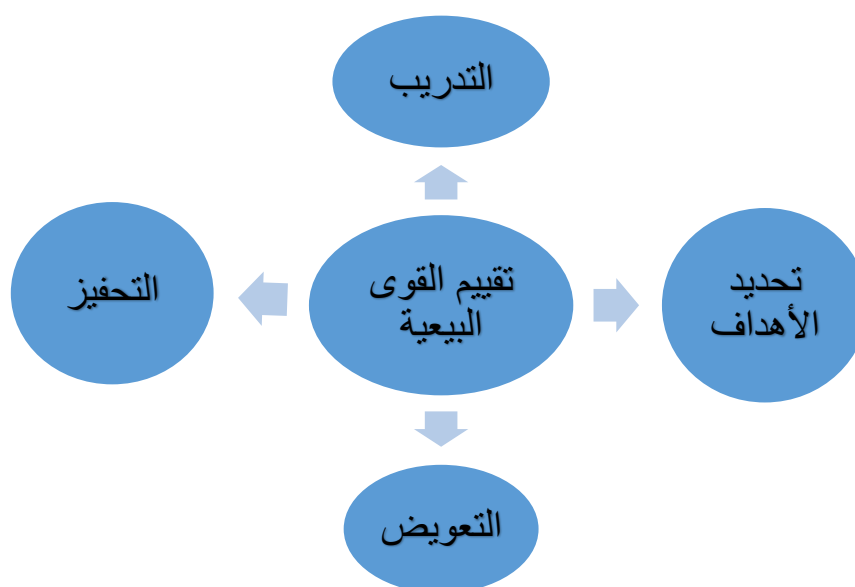 التدريب
تحديد
الأهداف
تقييم القوى
البيعية
التحفيز
التعويض